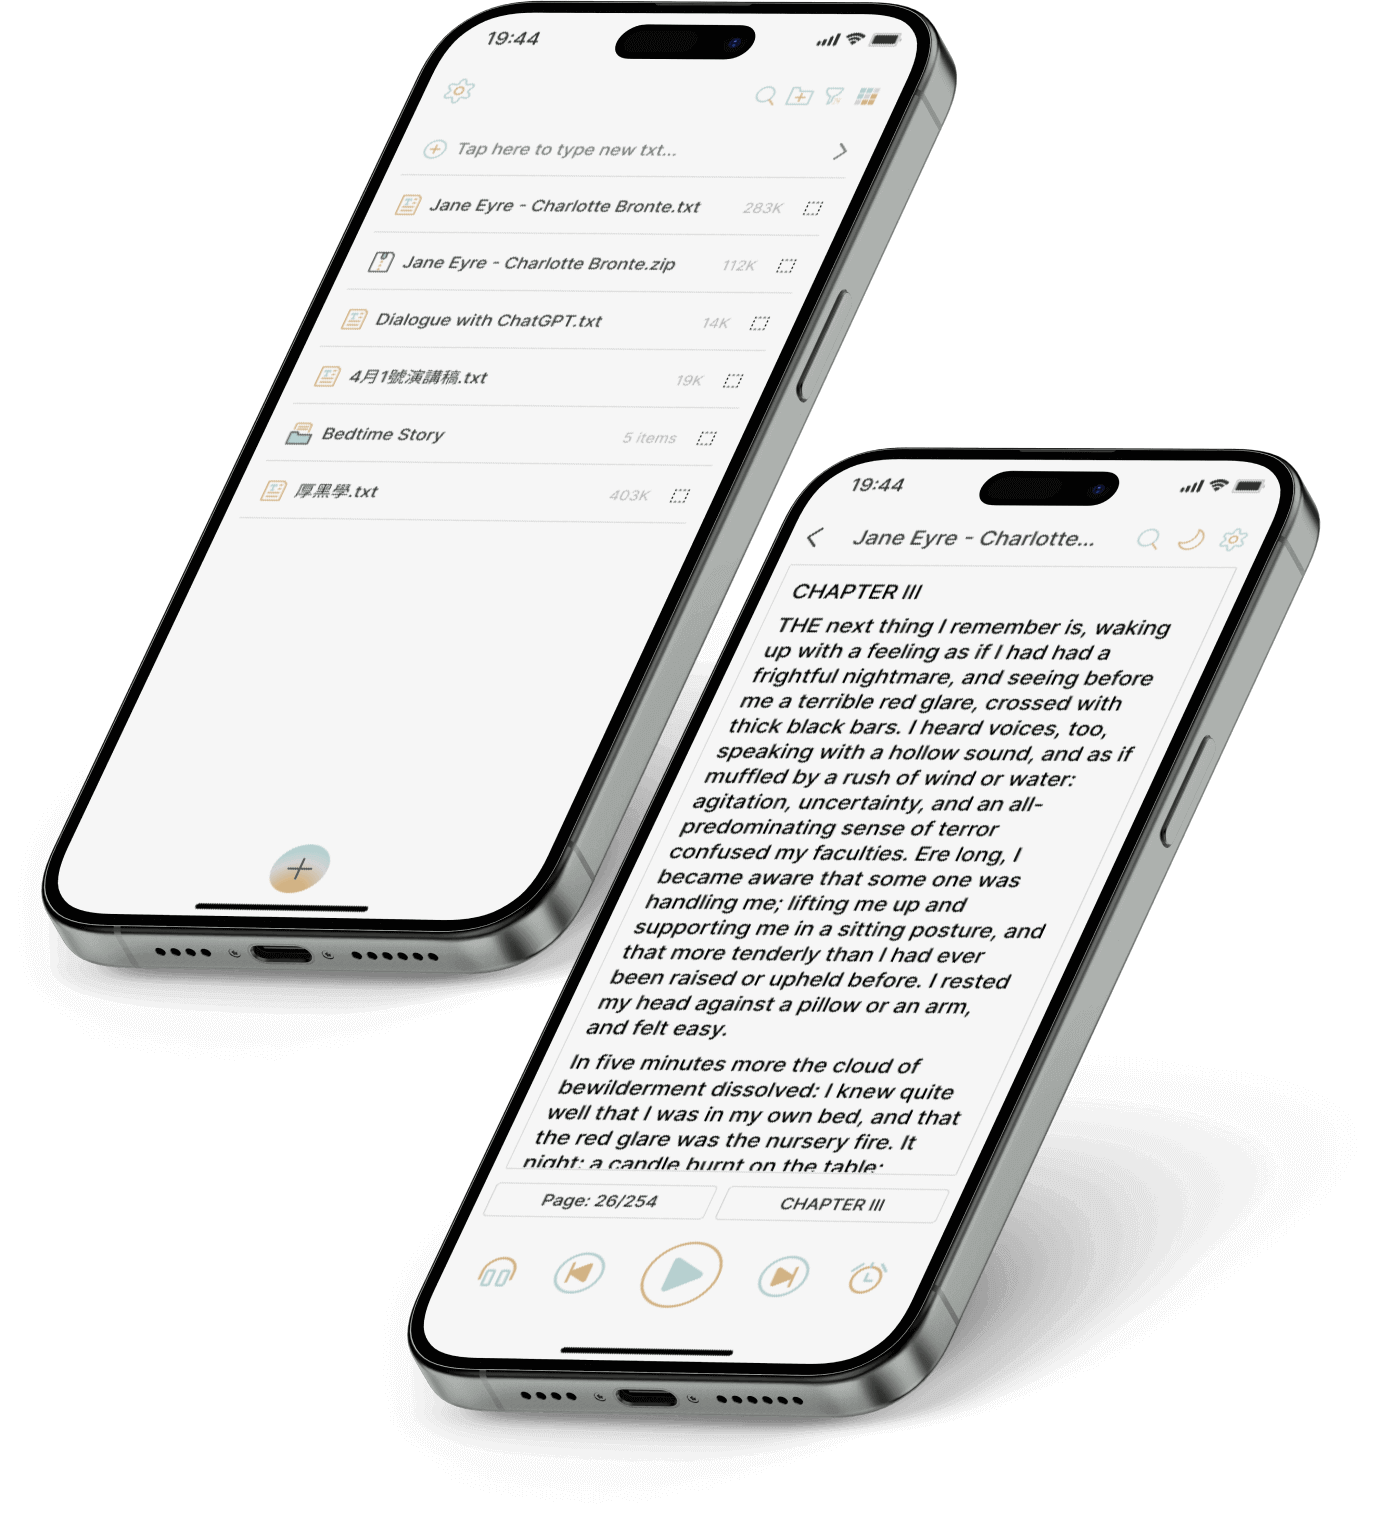 19:44
Tap here to type new txt...
Jane Eyre - Charlotte Bronte.txt 283K
Jane Eyre - Charlotte Bronte.zip 112K
Dialogue with ChatGPT.txt 14K
4月1號演講稿.txt 19K
Bedtime Story 5 items
厚黑學.txt 403K
19:44
Jane Eyre - Charlotte...
CHAPTER III
THE next thing I remember is, waking
up with a feeling as if I had had a
frightful nightmare, and seeing before
me a terrible red glare, crossed with
thick black bars. I heard voices, too,
speaking with a hollow sound, and as if
muffled by a rush of wind or water:
agitation, uncertainty, and an all-
predominating sense of terror
confused my faculties. Ere long, I
became aware that some one was
handling me; lifting me up and
supporting me in a sitting posture, and
that more tenderly than I had ever
been raised or upheld before. I rested
my head against a pillow or an arm,
and felt easy.
In five minutes more the cloud of
bewilderment dissolved: I knew quite
well that I was in my own bed, and that
the red glare was the nursery fire. It
night: a candle burnt on the table;
Page: 26/254
CHAPTER III